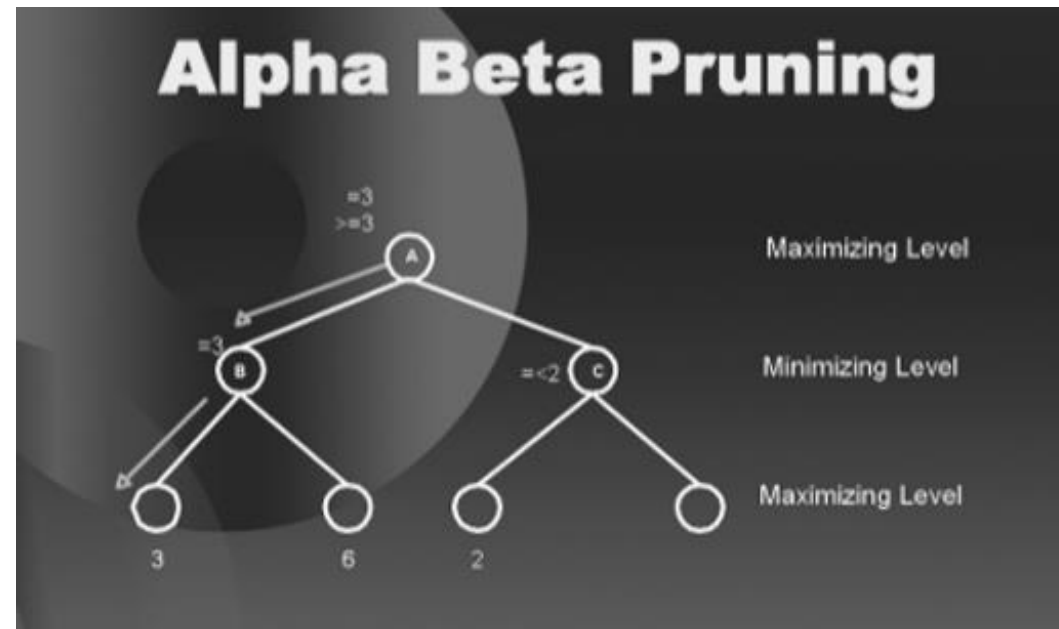 Alpha Beta Pruning
=3
>=3
A
Maximizing Level
=3
B
=<2
C
Minimizing Level
Maximizing Level
3
6
2